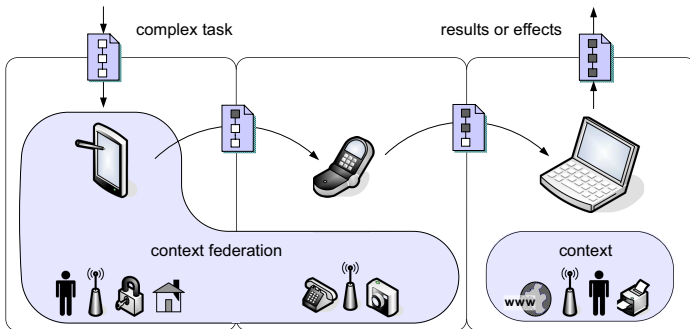 complex task
results or effects
context federation
context
www